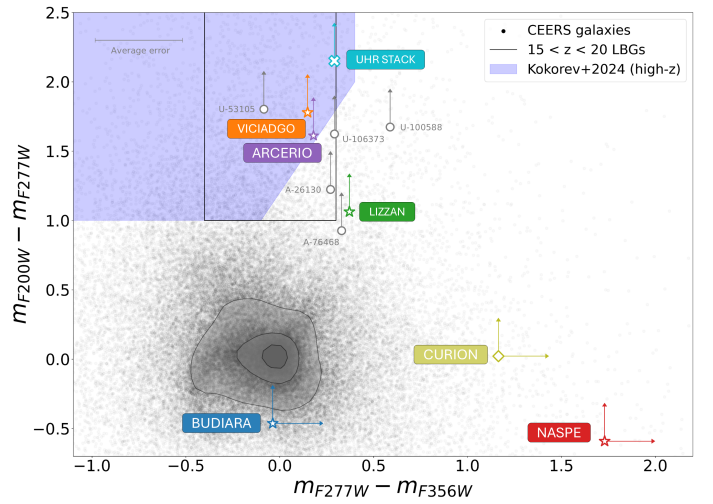 2.5
2.0
1.5
1.0
0.5
0.0
−0.5
m_F200W − m_F277W
−1.0
−0.5
0.0
0.5
1.0
1.5
2.0
m_F277W − m_F356W
Average error
CEERS galaxies
15 < z < 20 LBGs
Kokorev+2024 (high-z)
UHR STACK
U-53105
VICIADGO
U-100588
U-106373
ARCERIO
A-26130
LIZZAN
A-76468
CURION
BUDIARA
NASPE